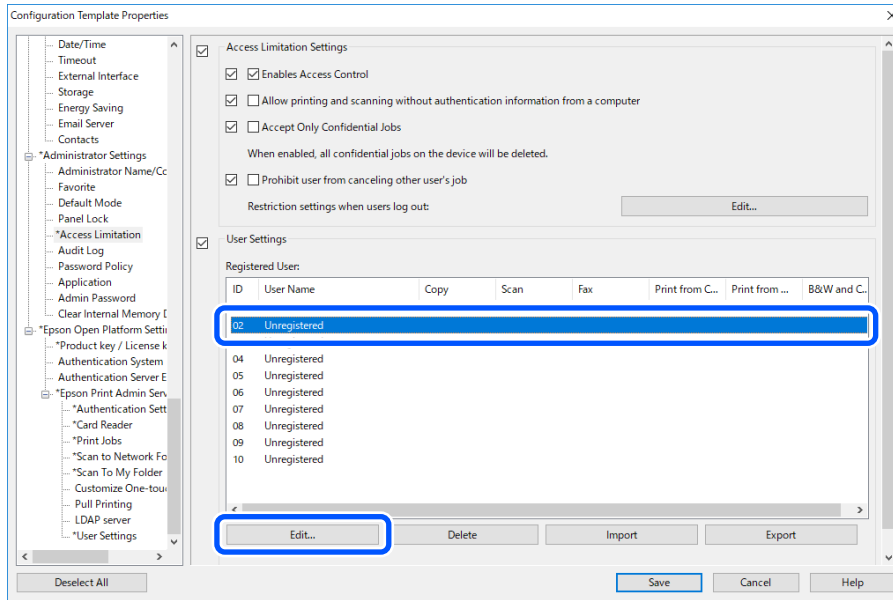 Configuration Template Properties
Date/Time
Timeout
External Interface
Storage
Energy Saving
Email Server
Contacts
*Administrator Settings
Administrator Name/Cc
Favorite
Default Mode
Panel Lock
*Access Limitation
Audit Log
Password Policy
Application
Admin Password
Clear Internal Memory D
*Epson Open Platform Settin
*Product key / License k
Authentication System
Authentication Server E
*Epson Print Admin Serv
*Authentication Sett
*Card Reader
*Print Jobs
*Scan to Network Fo
*Scan To My Folder
Customize One-touc
Pull Printing
LDAP server
*User Settings
Access Limitation Settings
Enables Access Control
Allow printing and scanning without authentication information from a computer
Accept Only Confidential Jobs
When enabled, all confidential jobs on the device will be deleted.
Prohibit user from canceling other user's job
Restriction settings when users log out: Edit...
User Settings
Registered User:
ID User Name Copy Scan Fax Print from C... Print from ... B&W and C..
02 Unregistered
04 Unregistered
05 Unregistered
06 Unregistered
07 Unregistered
08 Unregistered
09 Unregistered
10 Unregistered
Edit... Delete Import Export
Deselect All Save Cancel Help